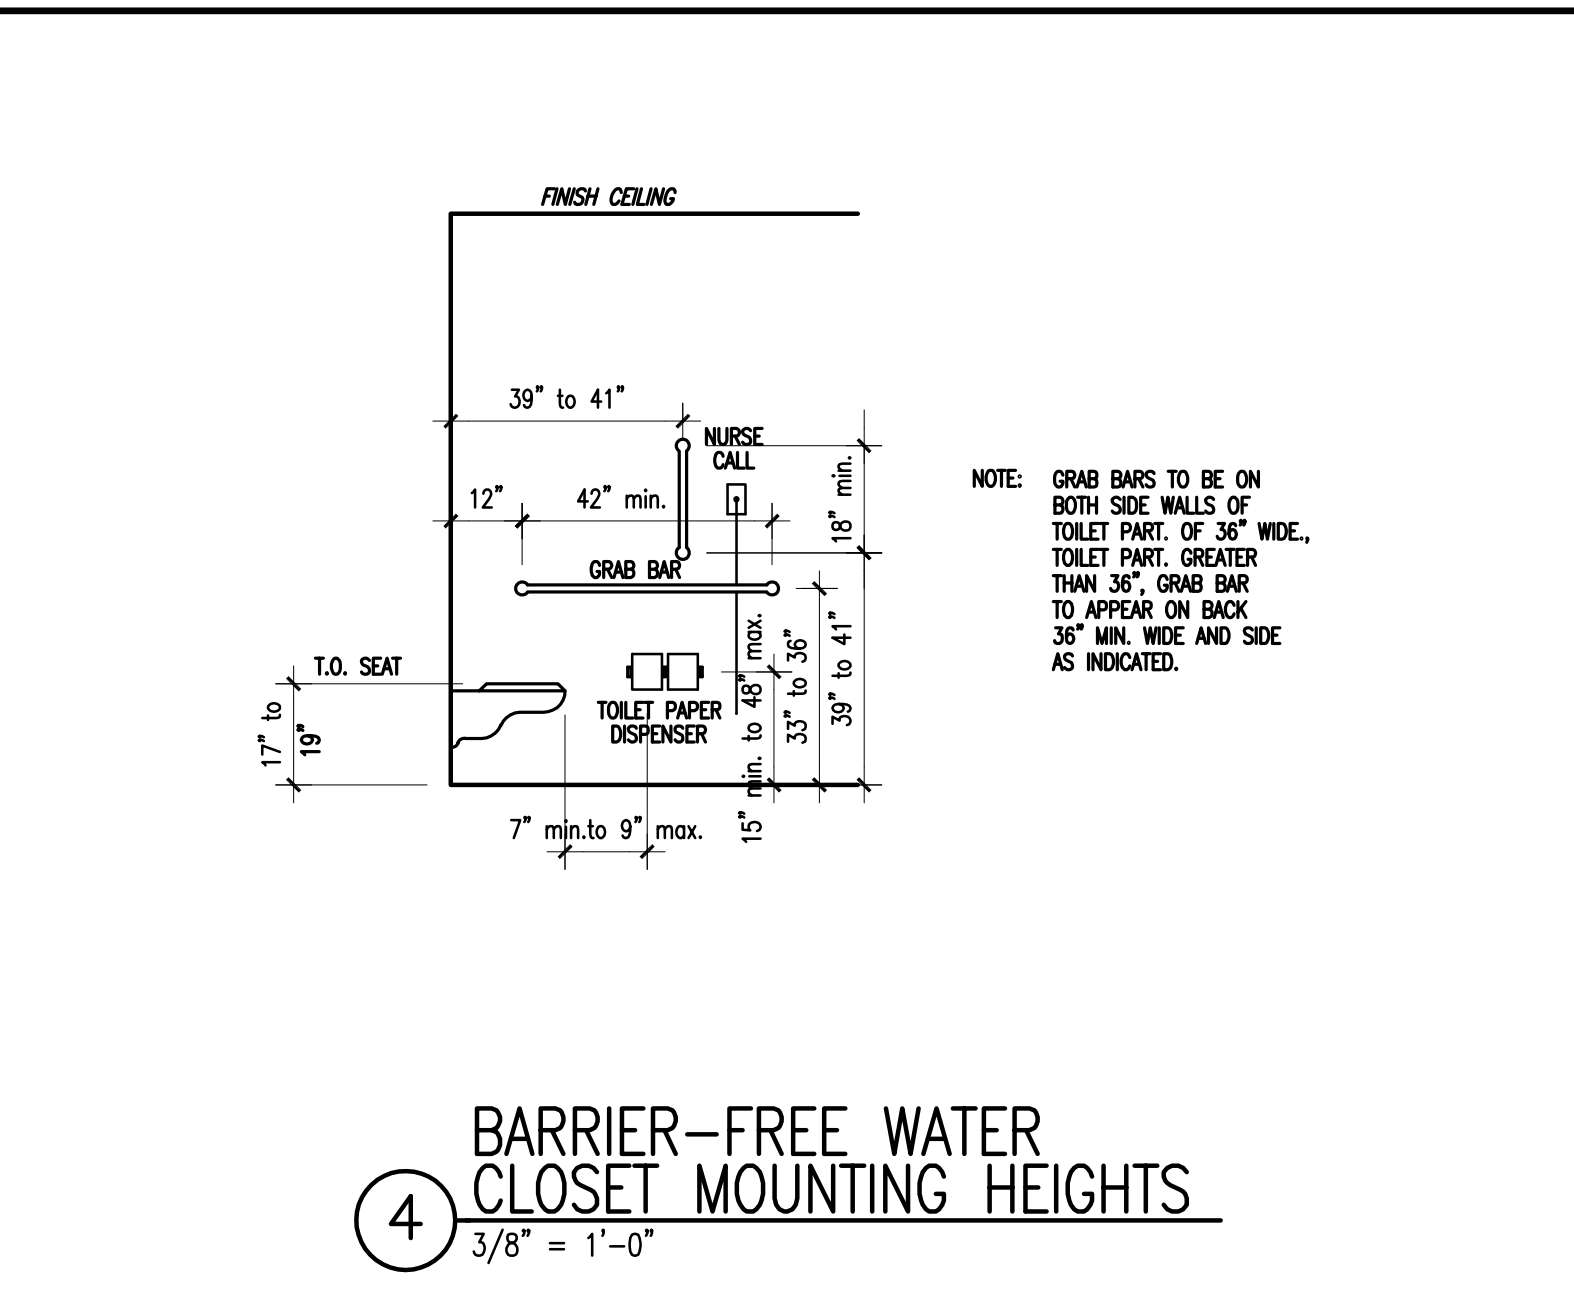 FINISH CEILING
39" to 41"
NURSE
CALL
12"
42" min.
18" min.
GRAB BAR
NOTE: GRAB BARS TO BE ON
BOTH SIDE WALLS OF
TOILET PART. OF 36" WIDE.,
TOILET PART. GREATER
THAN 36", GRAB BAR
TO APPEAR ON BACK
36" MIN. WIDE AND SIDE
AS INDICATED.
T.O. SEAT
17" to
19"
TOILET PAPER
DISPENSER
15" min. to 48" max.
33" to 36"
39" to 41"
7" min.to 9" max.
BARRIER-FREE WATER
CLOSET MOUNTING HEIGHTS
4
3/8" = 1'-0"